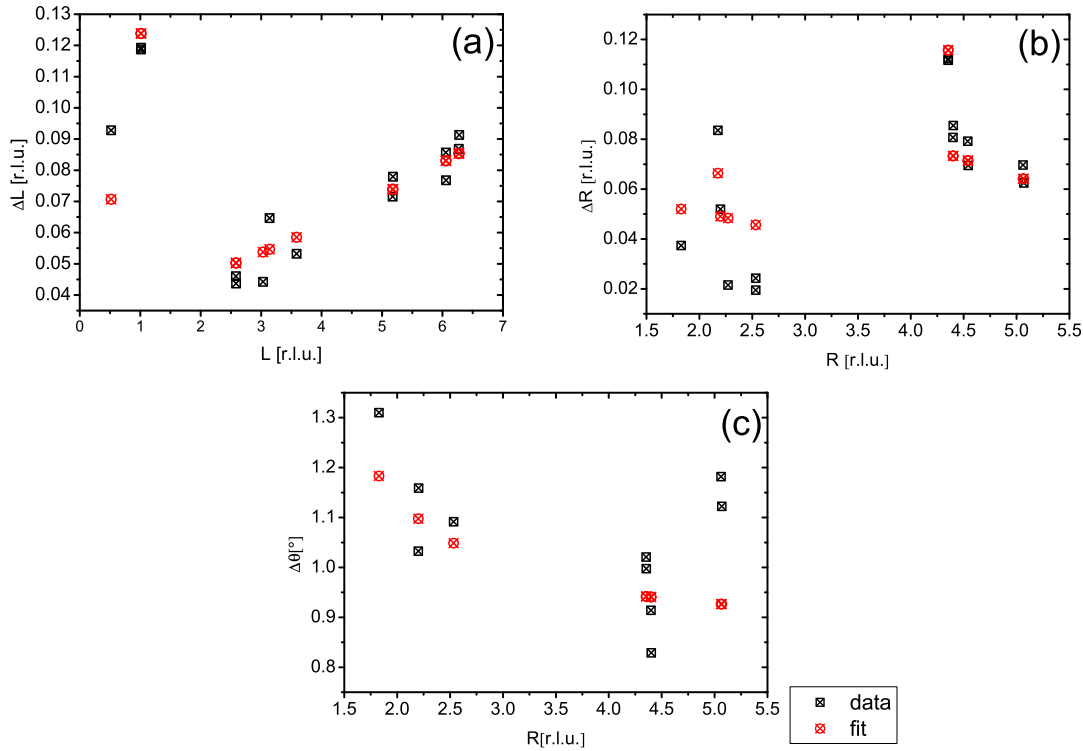 (a)
0.13
0.12
0.11
0.10
0.09
0.08
0.07
0.06
0.05
0.04
ΔL [r.l.u.]
0 1 2 3 4 5 6 7
L [r.l.u.]
(b)
0.12
0.10
0.08
0.06
0.04
0.02
ΔR [r.l.u.]
1.5 2.0 2.5 3.0 3.5 4.0 4.5 5.0 5.5
R [r.l.u.]
(c)
1.3
1.2
1.1
1.0
0.9
0.8
Δθ[°]
1.5 2.0 2.5 3.0 3.5 4.0 4.5 5.0 5.5
R[r.l.u.]
data
fit